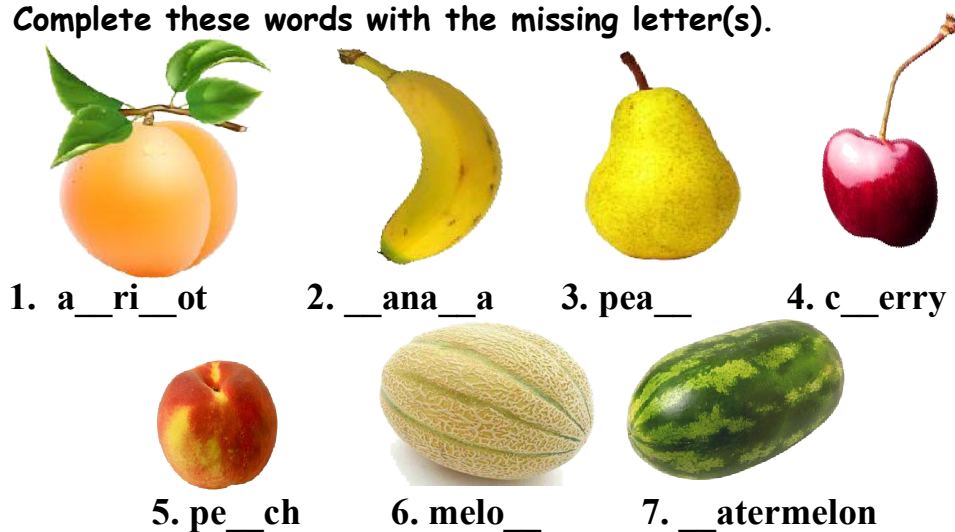 Complete these words with the missing letter(s).
1. a__ri__ot 2. __ana__a 3. pea__ 4. c__erry
5. pe__ch 6. melo__ 7. __atermelon